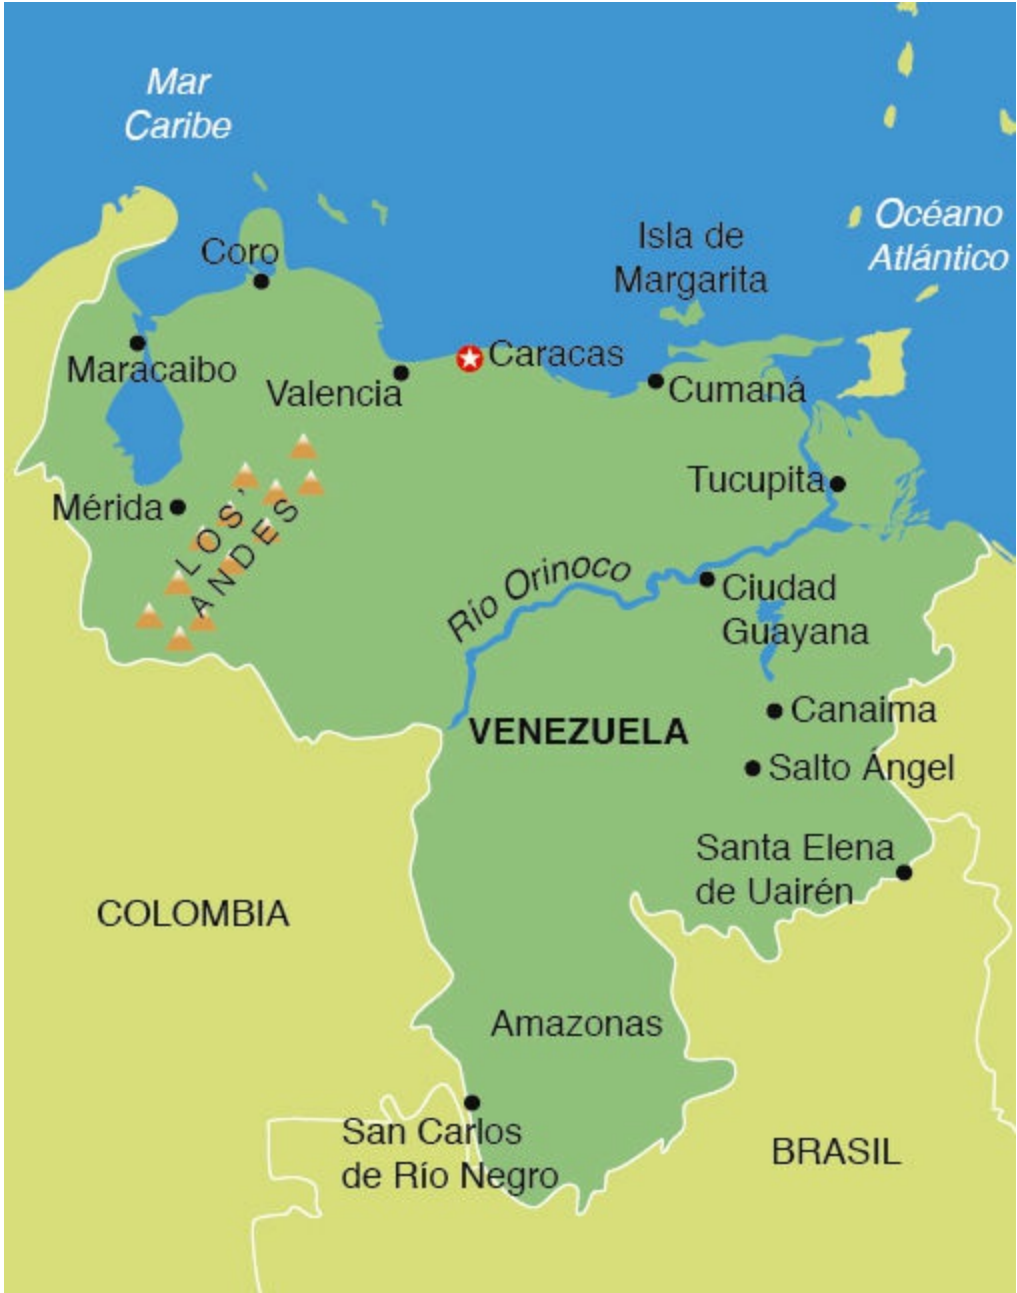 Mar
Caribe
Océano
Atlántico
Isla de
Margarita
Coro
Caracas
Maracaibo
Valencia
Cumaná
Tucupita
Mérida
LOS
ANDES
Río Orinoco
Ciudad
Guayana
Canaima
VENEZUELA
Salto Ángel
Santa Elena
de Uairén
COLOMBIA
Amazonas
San Carlos
de Río Negro
BRASIL